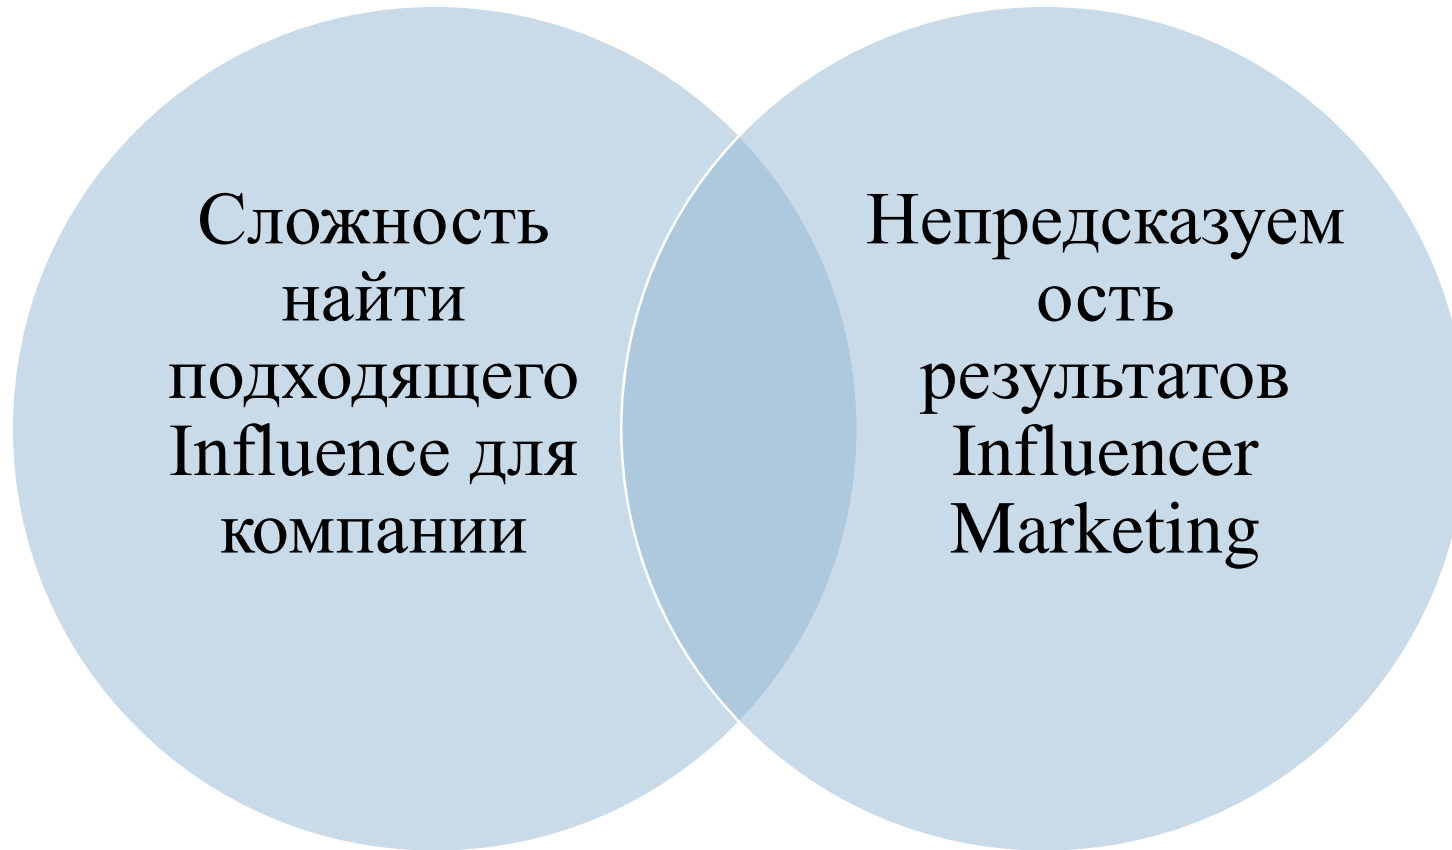 Сложность
найти
подходящего
Influence для
компании
Непредсказуем
ость
результатов
Influencer
Marketing